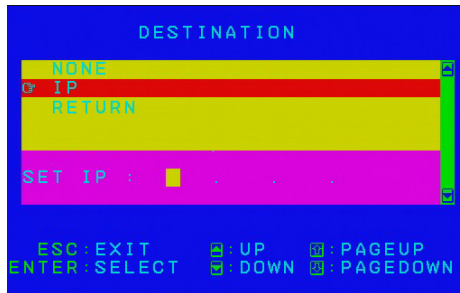 DESTINATION
NONE
IP
RETURN
SET IP : . . .
ESC:EXIT :UP :PAGEUP
ENTER:SELECT :DOWN :PAGEDOWN